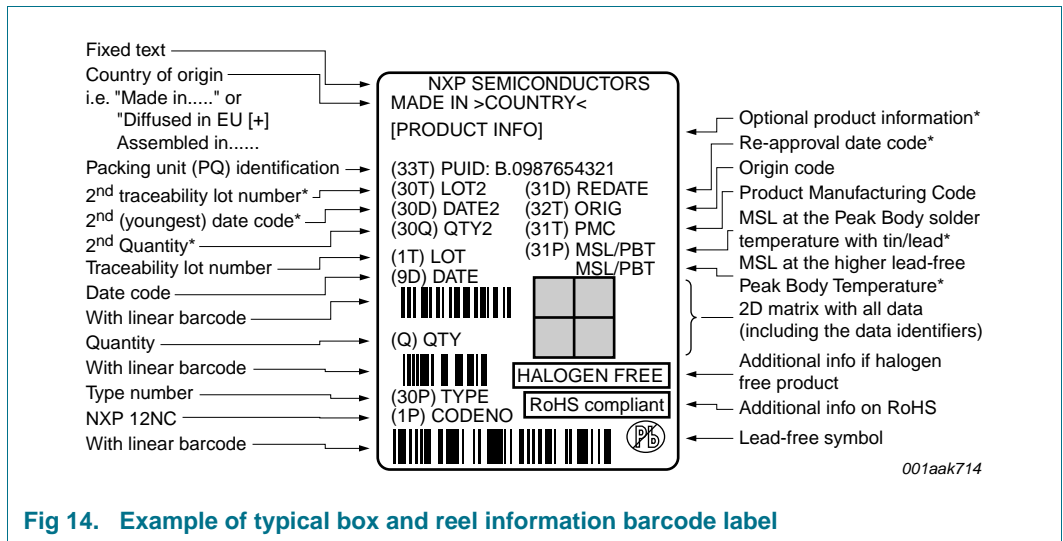 Fixed text
Country of origin
i.e. "Made in....." or
"Diffused in EU [+]
Assembled in......
Packing unit (PQ) identification
2nd traceability lot number*
2nd (youngest) date code*
2nd Quantity*
Traceability lot number
Date code
With linear barcode
Quantity
With linear barcode
Type number
NXP 12NC
With linear barcode
NXP SEMICONDUCTORS
MADE IN >COUNTRY<
[PRODUCT INFO]
(33T) PUID: B.0987654321
(30T) LOT2 (31D) REDATE
(30D) DATE2 (32T) ORIG
(30Q) QTY2 (31T) PMC
(31P) MSL/PBT
(1T) LOT MSL/PBT
(9D) DATE
(Q) QTY
HALOGEN FREE
(30P) TYPE
RoHS compliant
(1P) CODENO
Pb
Optional product information*
Re-approval date code*
Origin code
Product Manufacturing Code
MSL at the Peak Body solder
temperature with tin/lead*
MSL at the higher lead-free
Peak Body Temperature*
2D matrix with all data
(including the data identifiers)
Additional info if halogen
free product
Additional info on RoHS
Lead-free symbol
001aak714
Fig 14. Example of typical box and reel information barcode label